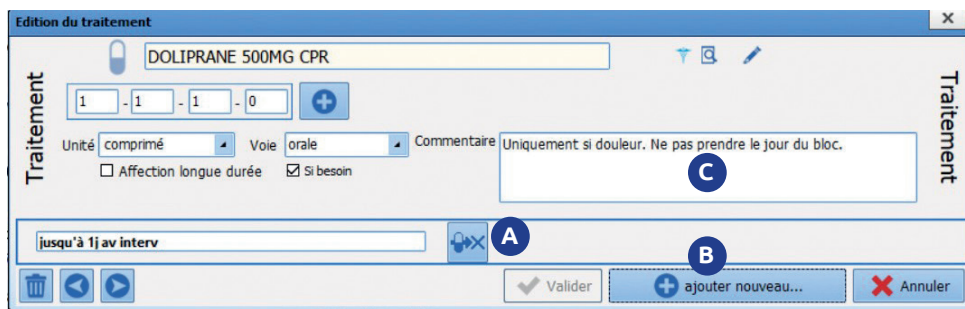 Edition du traitement
Traitement
DOLIPRANE 500MG CPR
1 - 1 - 1 - 0
Unité comprimé Voie orale Commentaire Uniquement si douleur. Ne pas prendre le jour du bloc.
Affection longue durée Si besoin
C
Traitement
jusqu'à 1j av interv
A
B
Valider ajouter nouveau... Annuler